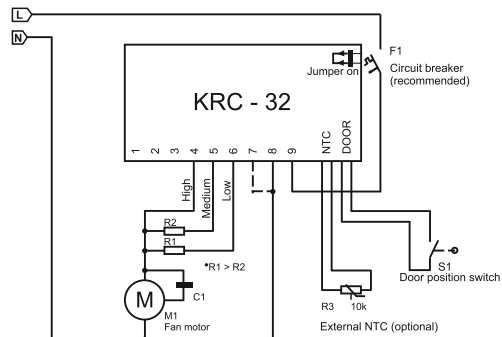 L
N
F1
Jumper on
Circuit breaker
(recommended)
KRC - 32
1 2 3 4 5 6 7 8 9 NTC DOOR
High
Medium
Low
R2
R1
*R1 > R2
C1
M
M1
Fan motor
S1
Door position switch
R3 10k
External NTC (optional)